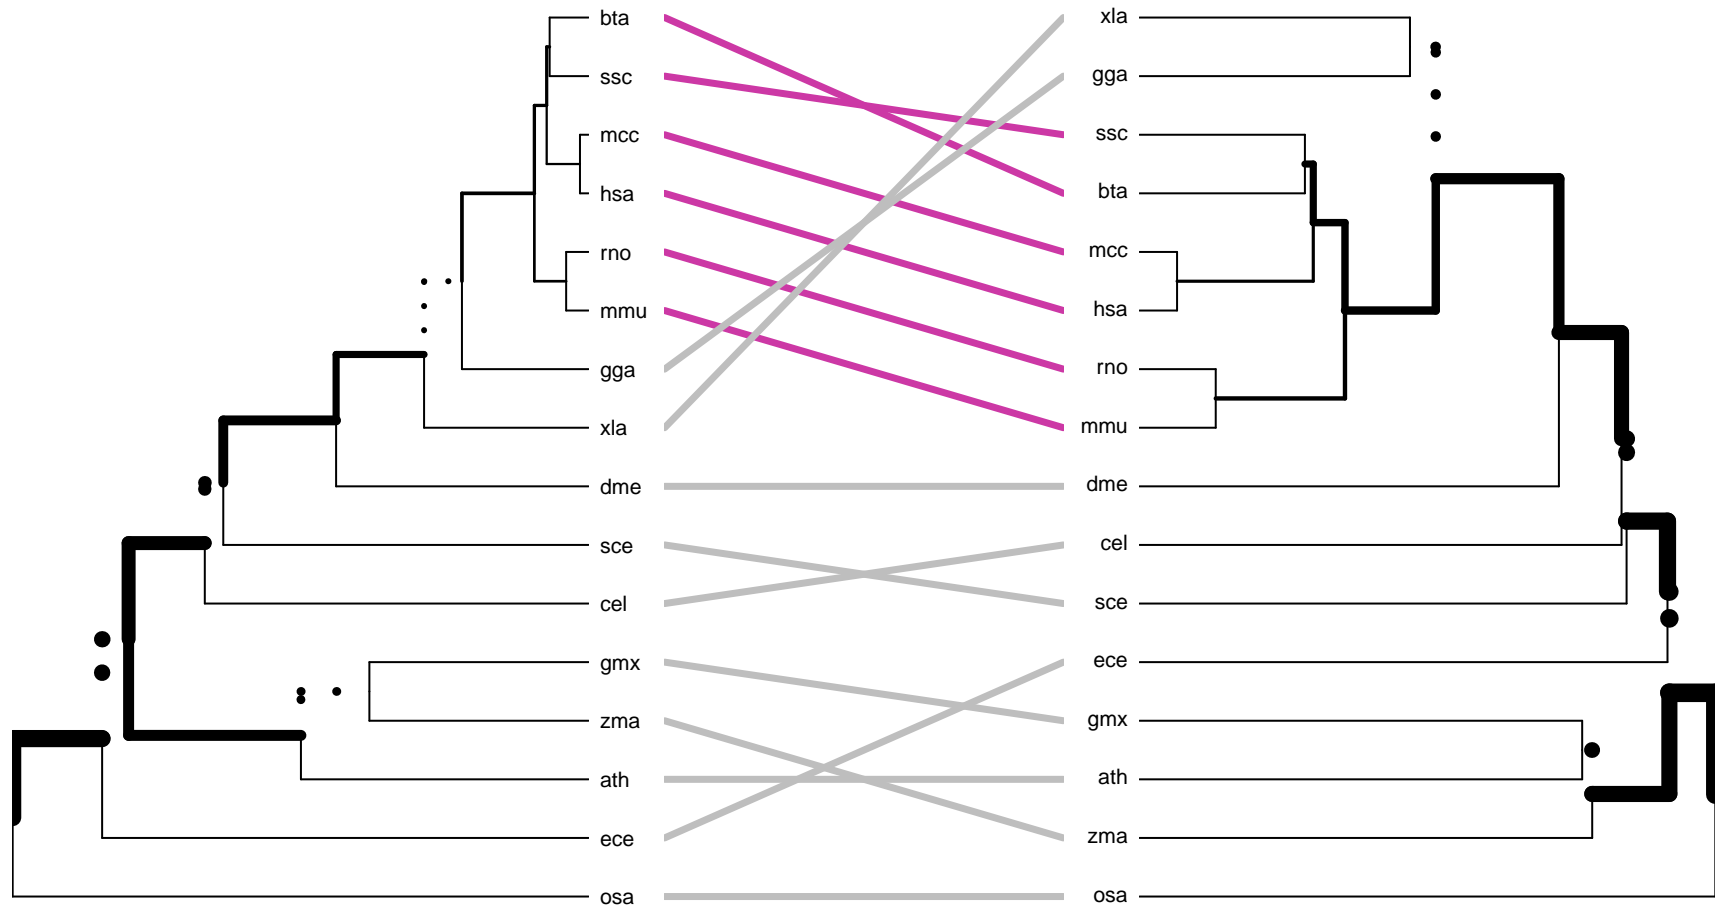 bta
ssc
mcc
hsa
rno
mmu
gga
xla
dme
sce
cel
gmx
zma
ath
ece
osa
xla
gga
ssc
bta
mcc
hsa
rno
mmu
dme
cel
sce
ece
gmx
ath
zma
osa